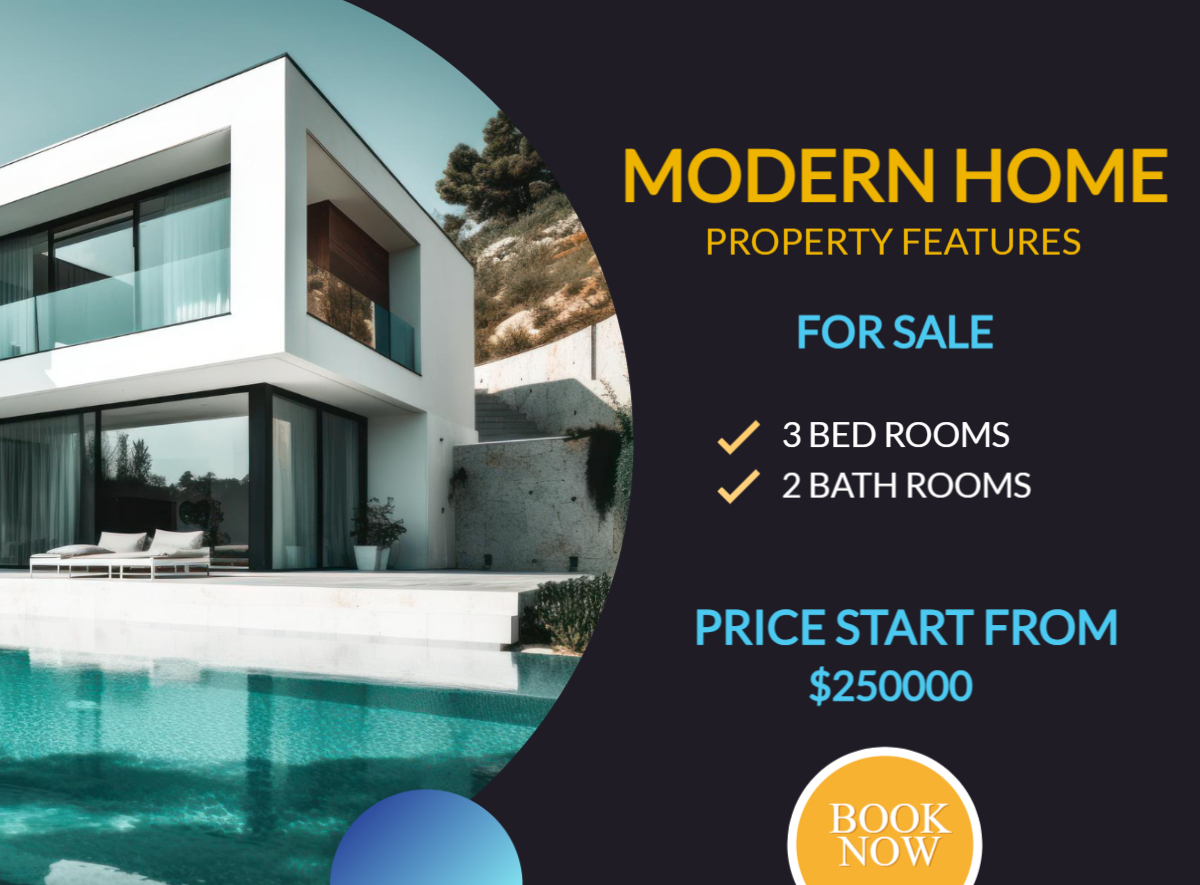 MODERN HOME
PROPERTY FEATURES
FOR SALE
3 BED ROOMS
2 BATH ROOMS
PRICE START FROM
$250000
BOOK
NOW